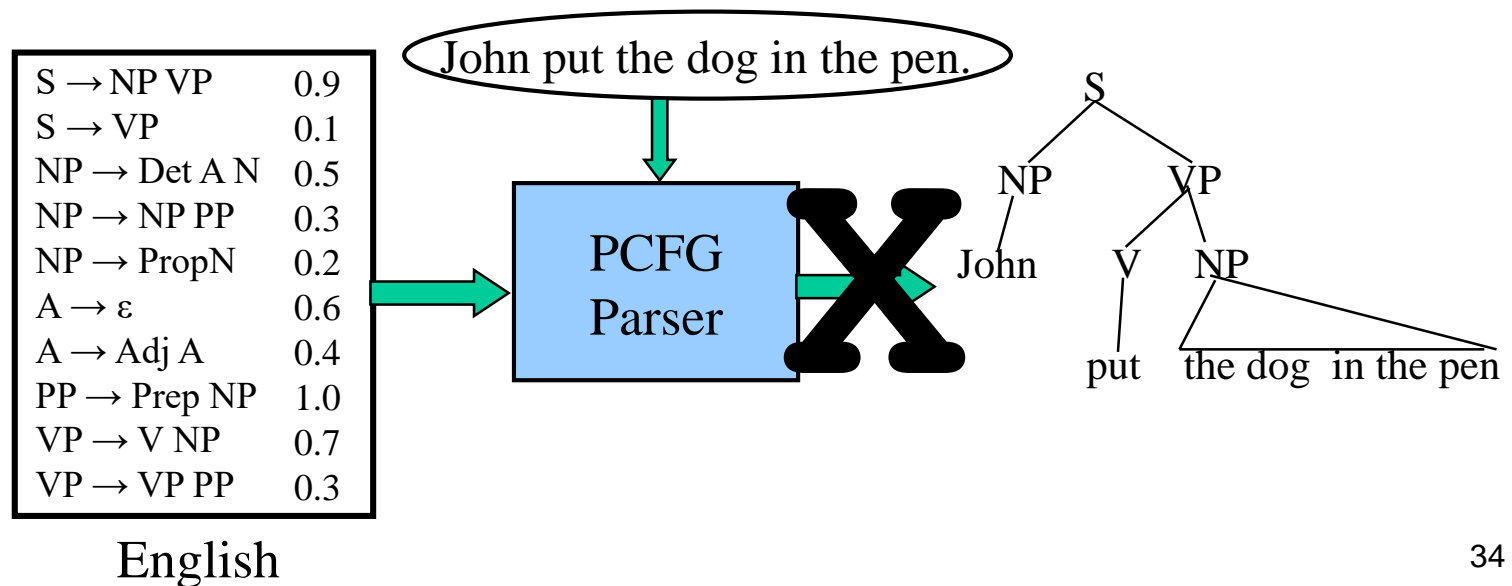 John put the dog in the pen.
S → NP VP 0.9
S → VP 0.1
NP → Det A N 0.5
NP → NP PP 0.3
NP → PropN 0.2
A → ε 0.6
A → Adj A 0.4
PP → Prep NP 1.0
VP → V NP 0.7
VP → VP PP 0.3
English
PCFG
Parser
X
S
NP VP
John V NP
put the dog in the pen
34